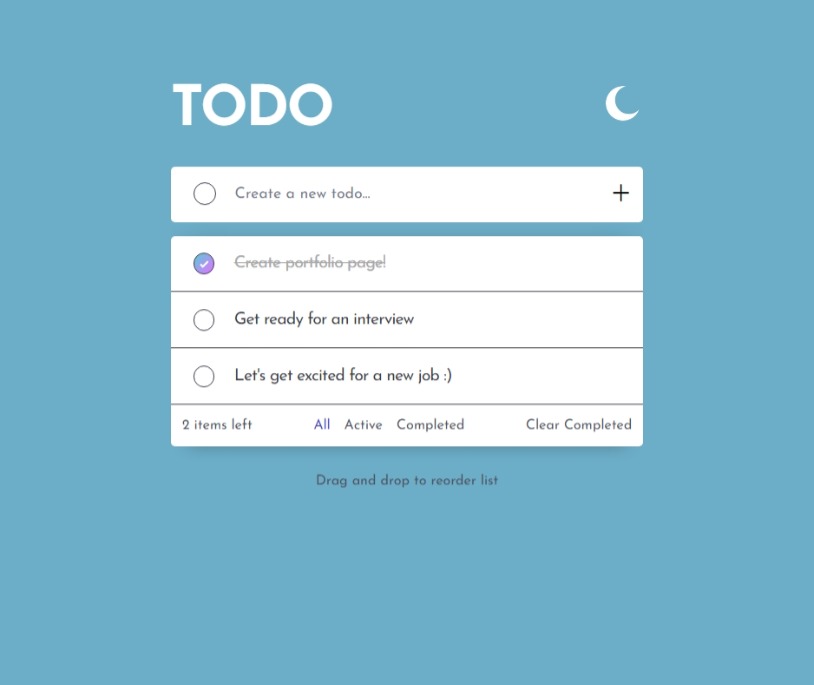 TODO
Create a new todo...
Create portfolio page!
Get ready for an interview
Let's get excited for a new job :)
2 items left All Active Completed Clear Completed
Drag and drop to reorder list